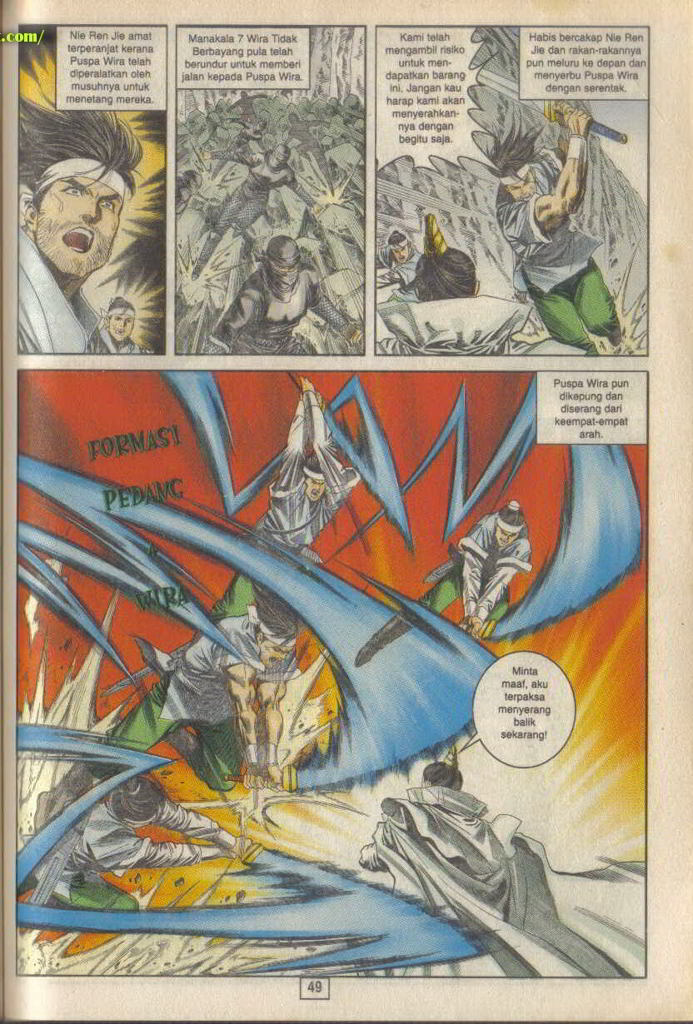 t.com/
Nie Ren Jie amat
terperanjat kerana
Puspa Wira telah
diperalatkan oleh
musuhnya untuk
menetang mereka.
Manakala 7 Wira Tidak
Berbayang pula telah
berundur untuk memberi
jalan kepada Puspa Wira.
Kami telah
mengambil risiko
untuk men-
dapatkan barang
ini. Jangan kau
harap kami akan
menyerahkan-
nya dengan
begitu saja.
Habis bercakap Nie Ren
Jie dan rakan-rakannya
pun meluru ke depan dan
menyerbu Puspa Wira
dengan serentak.
Puspa Wira pun
dikepung dan
diserang dari
keempat-empat
arah.
FORMASI
PEDANG
4
WIRA
Minta
maaf, aku
terpaksa
menyerang
balik
sekarang!
49